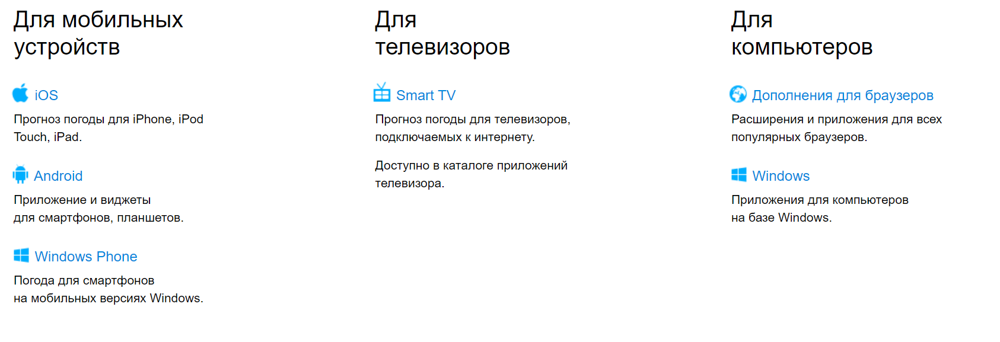 Для мобильных
устройств
iOS
Прогноз погоды для iPhone, iPod
Touch, iPad.
Android
Приложение и виджеты
для смартфонов, планшетов.
Windows Phone
Погода для смартфонов
на мобильных версиях Windows.
Для
телевизоров
Smart TV
Прогноз погоды для телевизоров,
подключаемых к интернету.
Доступно в каталоге приложений
телевизора.
Для
компьютеров
Дополнения для браузеров
Расширения и приложения для всех
популярных браузеров.
Windows
Приложения для компьютеров
на базе Windows.